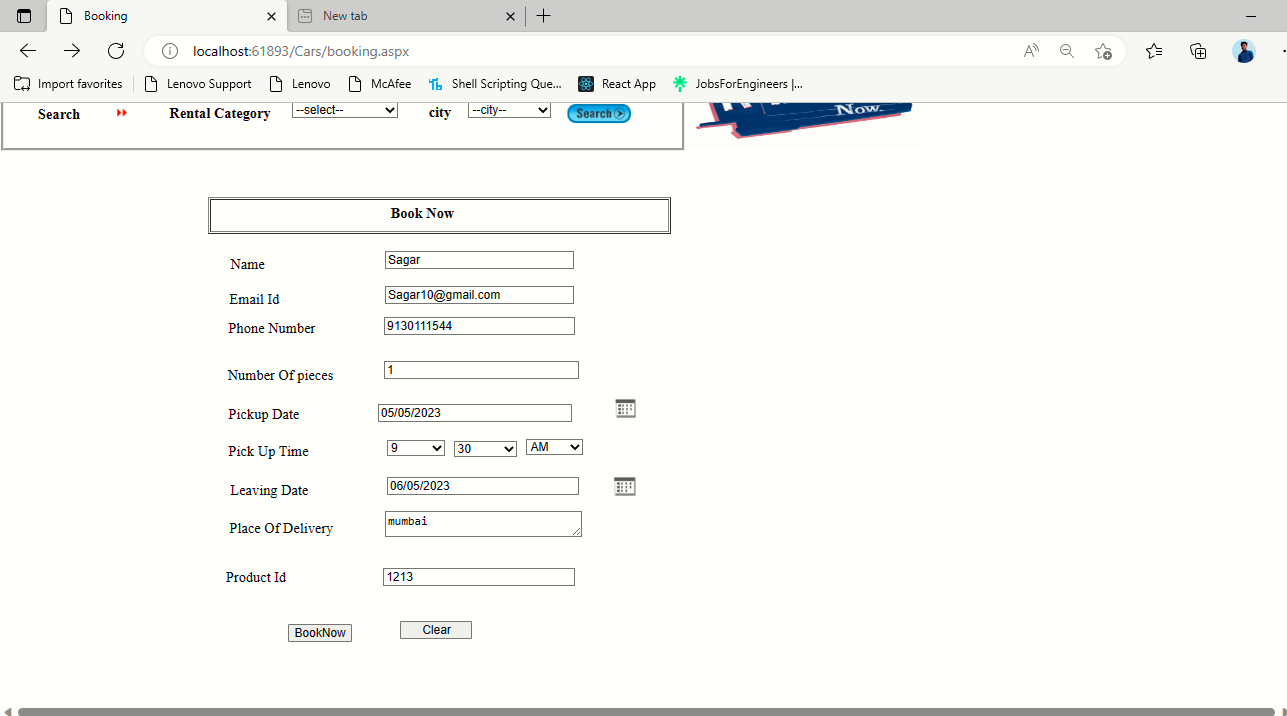 Booking
New tab
localhost:61893/Cars/booking.aspx
Import favorites Lenovo Support Lenovo McAfee Shell Scripting Que... React App JobsForEngineers |...
Search Rental Category --select-- city --city-- Search
Now
Book Now
Name Sagar
Email Id Sagar10@gmail.com
Phone Number 9130111544
Number Of pieces 1
Pickup Date 05/05/2023
Pick Up Time 9 30 AM
Leaving Date 06/05/2023
Place Of Delivery mumbai
Product Id 1213
BookNow Clear